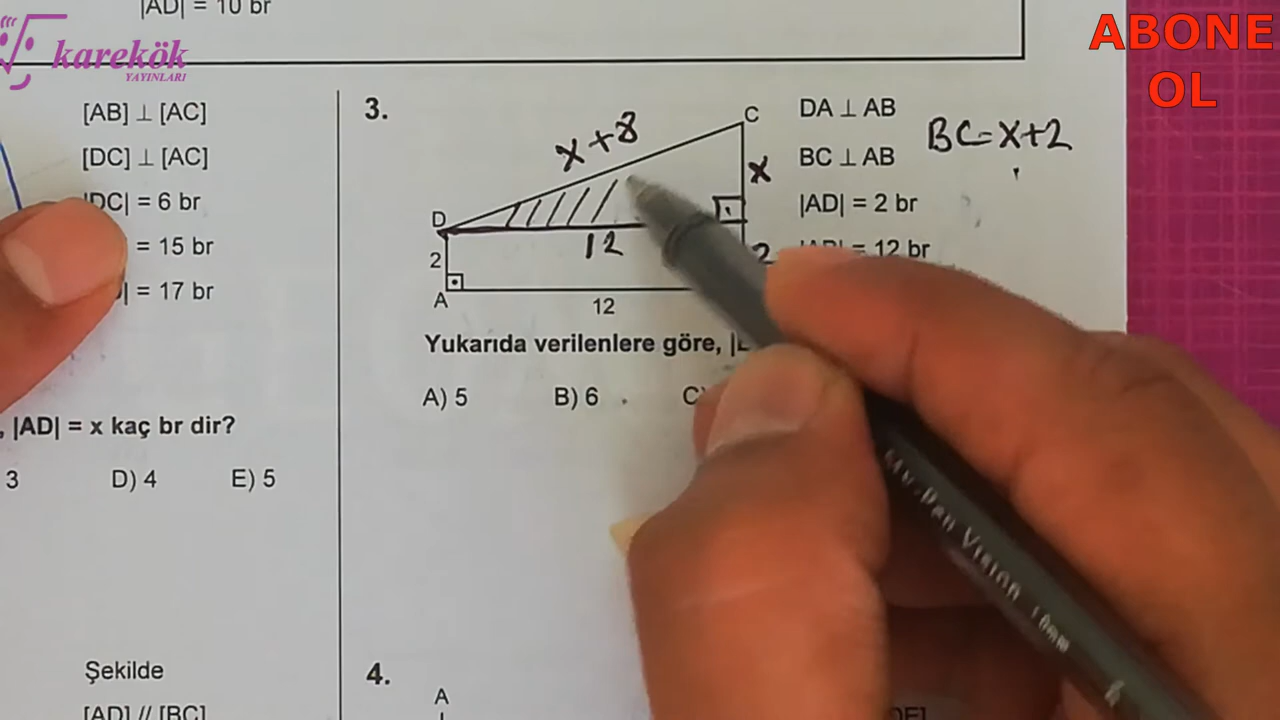 |AD| = 10 br
karekök
YAYINLARI
ABONE
OL
[AB] ⊥ [AC]
[DC] ⊥ [AC]
|DC| = 6 br
= 15 br
| = 17 br
, |AD| = x kaç br dir?
3 D) 4 E) 5
Şekilde
[AD] // [BC]
3.
x+8
C
x
D
12
2
2
A
12
DA ⊥ AB
BC ⊥ AB
|AD| = 2 br
= 12 br
BC=x+2
Yukarıda verilenlere göre,
A) 5 B) 6 C)
4.
A